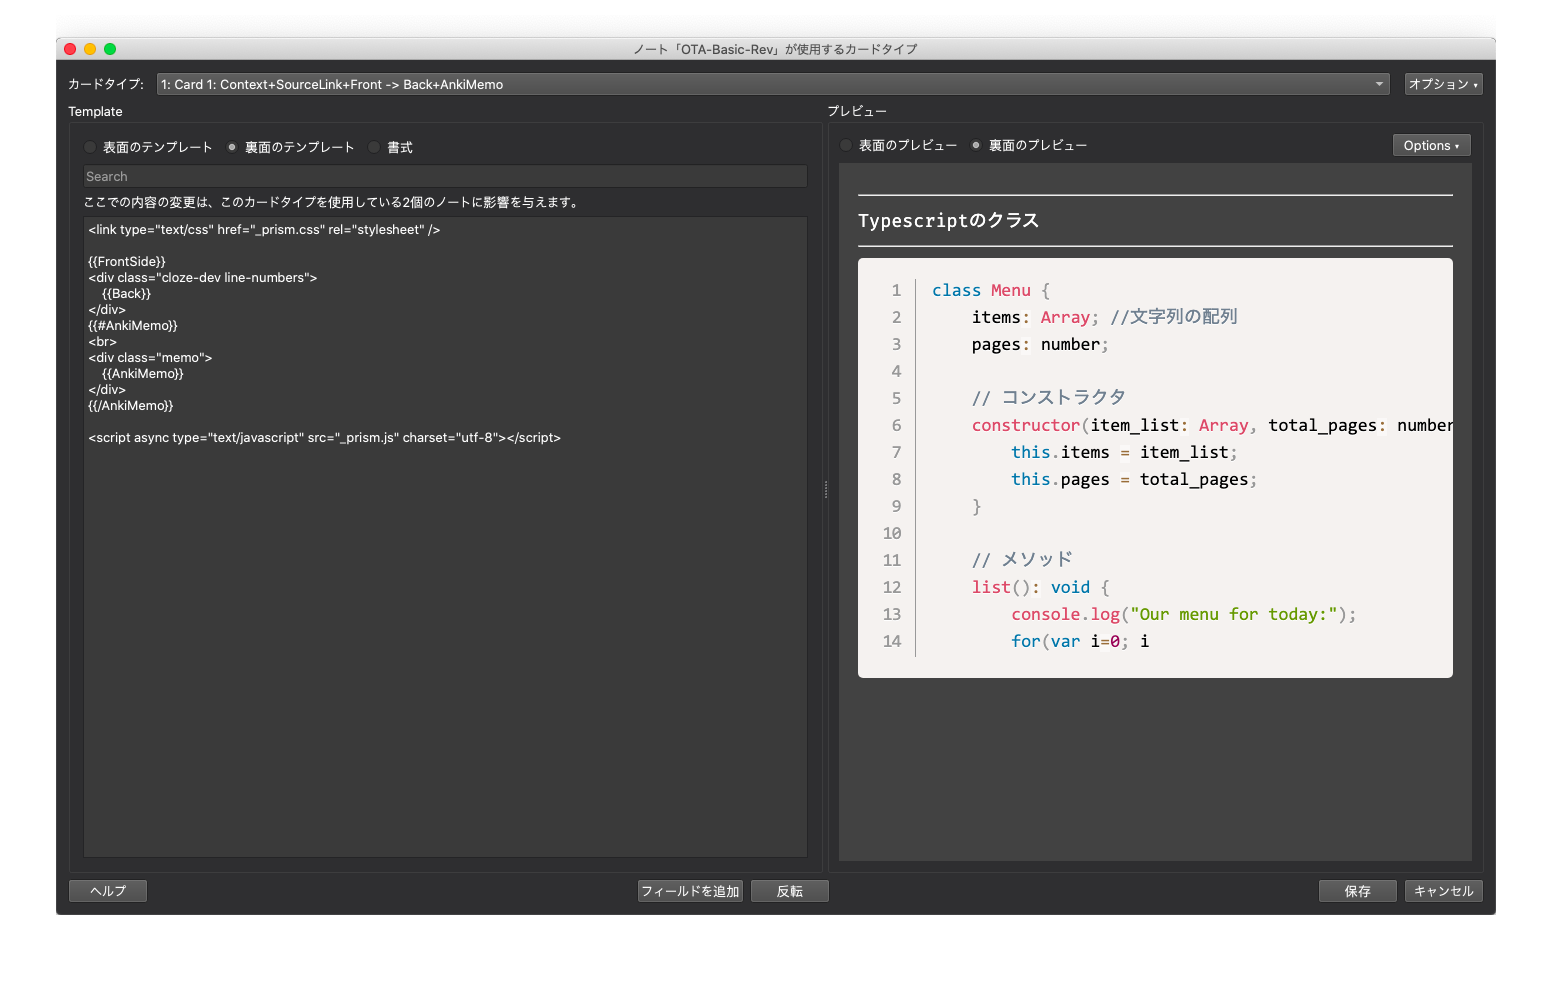 ノート「OTA-Basic-Rev」が使用するカードタイプ
カードタイプ: 1: Card 1: Context+SourceLink+Front -> Back+AnkiMemo オプション ▾
Template
表面のテンプレート 裏面のテンプレート 書式
Search
ここでの内容の変更は、このカードタイプを使用している2個のノートに影響を与えます。
<link type="text/css" href="_prism.css" rel="stylesheet" />
{{FrontSide}}
<div class="cloze-dev line-numbers">
{{Back}}
</div>
{{#AnkiMemo}}
<br>
<div class="memo">
{{AnkiMemo}}
</div>
{{/AnkiMemo}}
<script async type="text/javascript" src="_prism.js" charset="utf-8"></script>
プレビュー
表面のプレビュー 裏面のプレビュー Options ▾
Typescriptのクラス
1 class Menu {
2 items: Array; //文字列の配列
3 pages: number;
4
5 // コンストラクタ
6 constructor(item_list: Array, total_pages: number
7 this.items = item_list;
8 this.pages = total_pages;
9 }
10
11 // メソッド
12 list(): void {
13 console.log("Our menu for today:");
14 for(var i=0; i
ヘルプ フィールドを追加 反転 保存 キャンセル